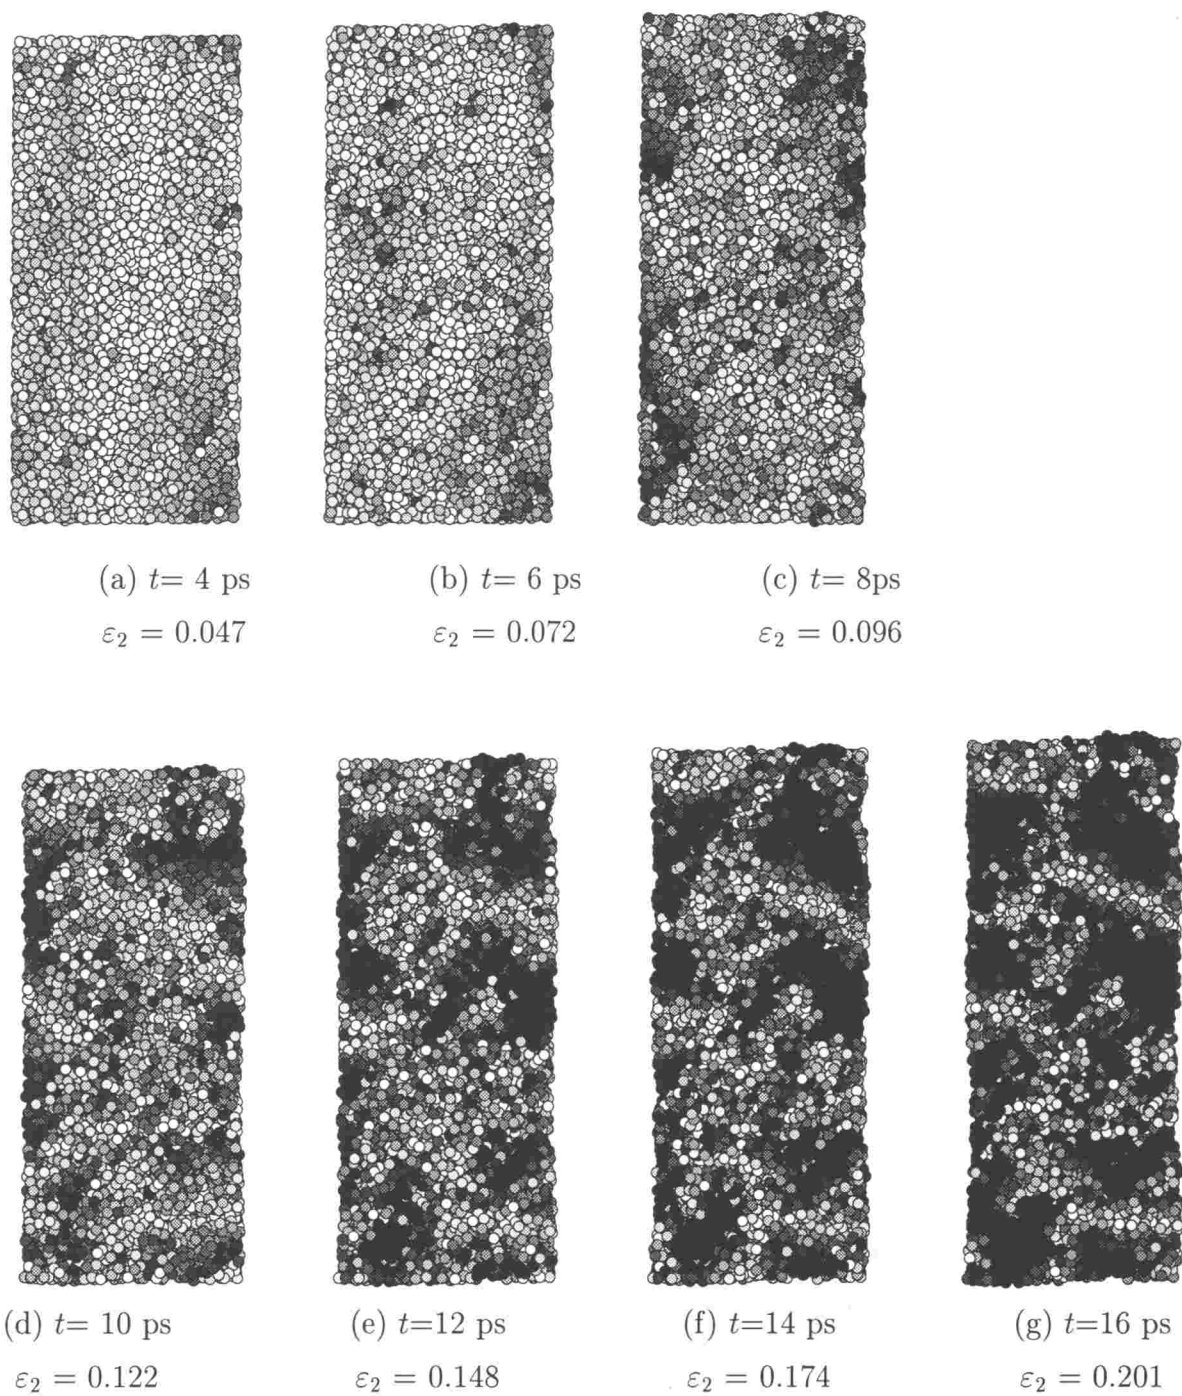 (a) t= 4 ps (b) t= 6 ps (c) t= 8ps
ε₂ = 0.047 ε₂ = 0.072 ε₂ = 0.096
(d) t= 10 ps (e) t=12 ps (f) t=14 ps (g) t=16 ps
ε₂ = 0.122 ε₂ = 0.148 ε₂ = 0.174 ε₂ = 0.201